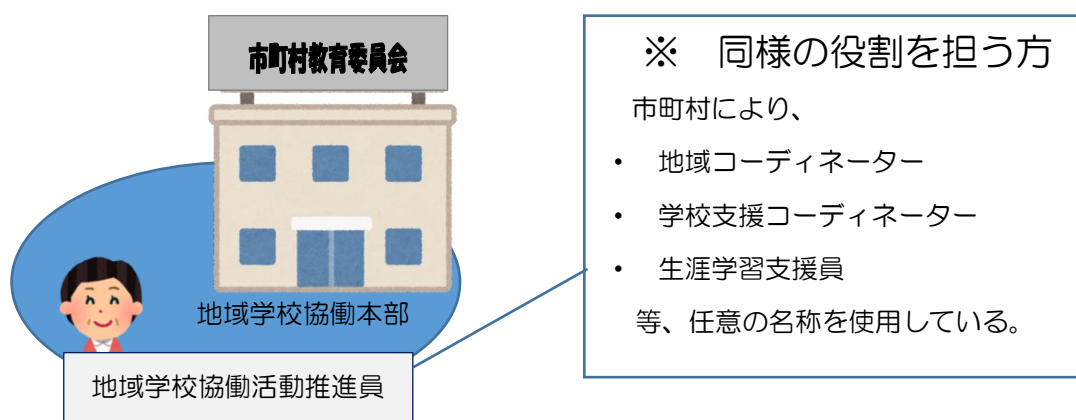 市町村教育委員会
地域学校協働本部
地域学校協働活動推進員
※　同様の役割を担う方
市町村により、
・　地域コーディネーター
・　学校支援コーディネーター
・　生涯学習支援員
等、任意の名称を使用している。